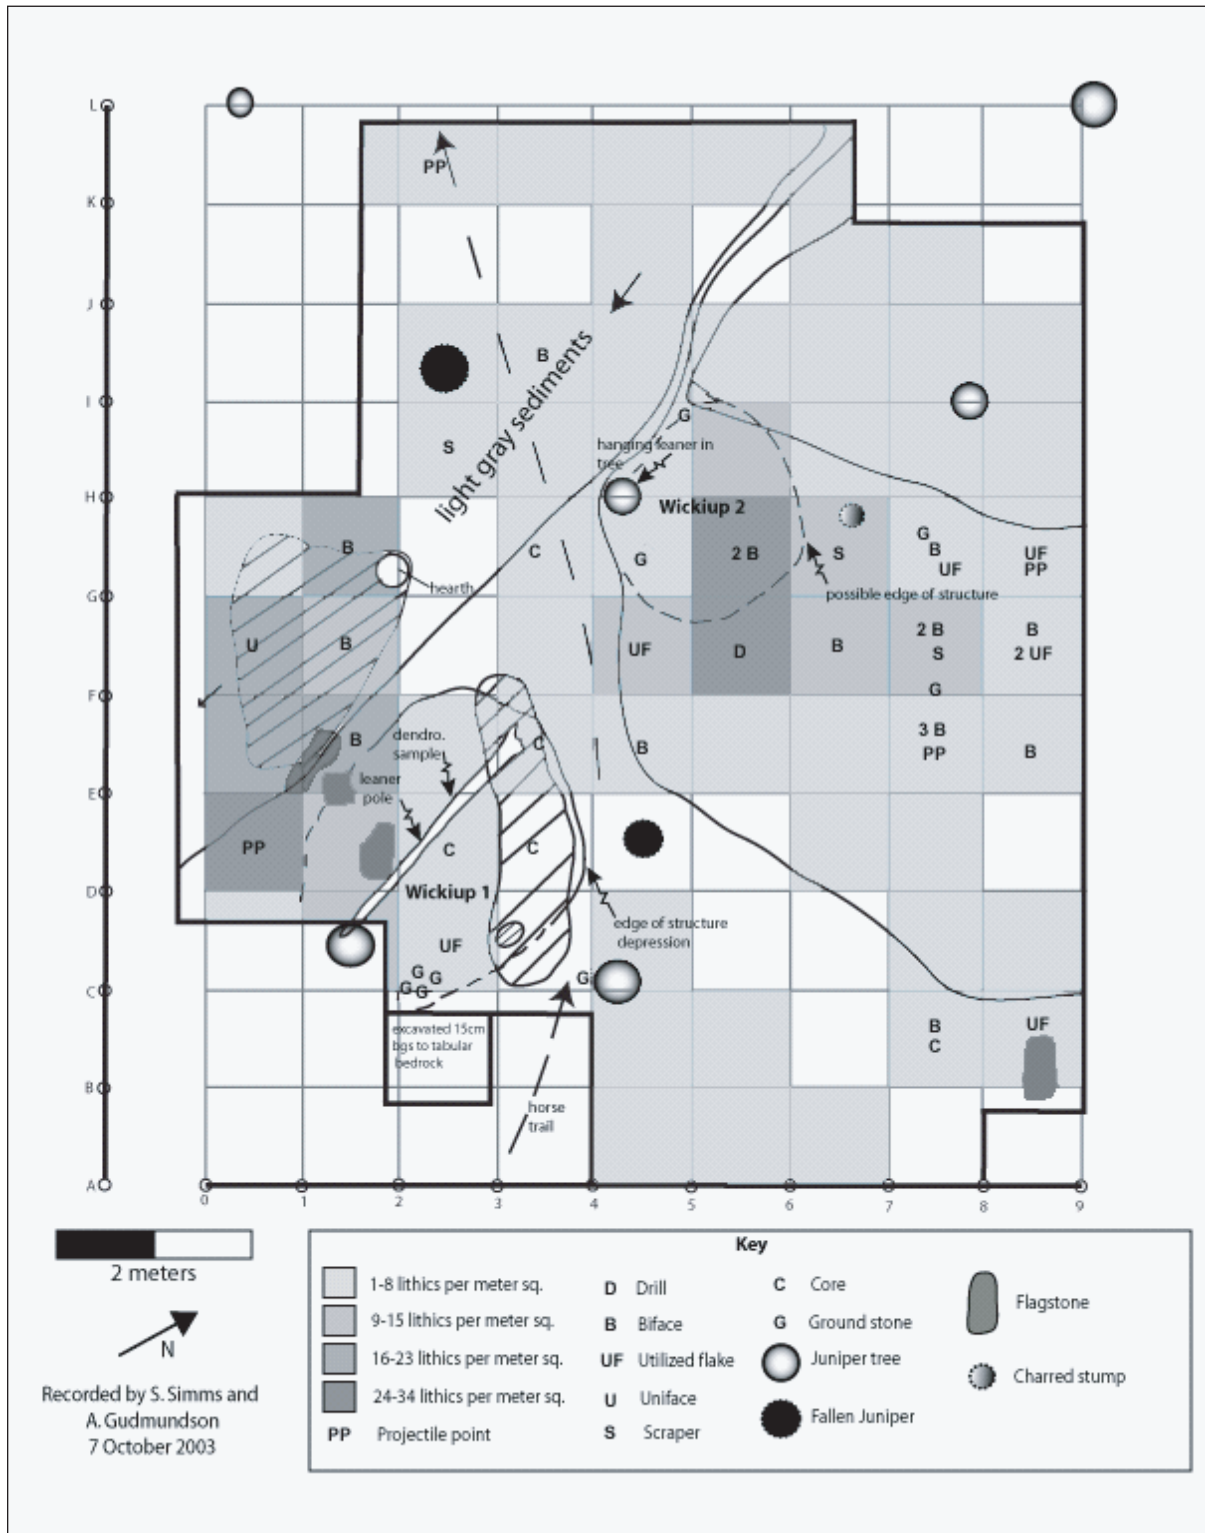 L
K
PP
J
B
I
light gray sediments
G
S
hanging leaner in
tree
H
Wickiup 2
B
C
G
2 B
S
G
B
UF
UF
PP
hearth
possible edge of structure
G
U
B
UF
D
B
2 B
S
B
2 UF
F
G
dendro.
sample
B
C
B
3 B
PP
B
leaner
pole
E
PP
C
C
D
Wickiup 1
edge of structure
depression
UF
G
G
G
G
G
C
excavated 15cm
bgs to tabular
bedrock
B
C
UF
B
horse
trail
A
0 1 2 3 4 5 6 7 8 9
2 meters
N
Recorded by S. Simms and
A. Gudmundson
7 October 2003
Key
1-8 lithics per meter sq.
9-15 lithics per meter sq.
16-23 lithics per meter sq.
24-34 lithics per meter sq.
PP Projectile point
D Drill
B Biface
UF Utilized flake
U Uniface
S Scraper
C Core
G Ground stone
Juniper tree
Fallen Juniper
Flagstone
Charred stump